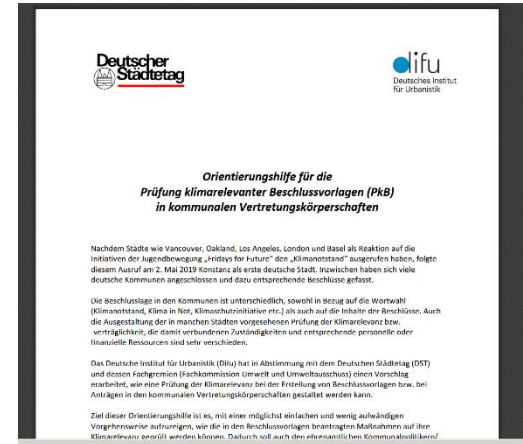 Deutscher
Städtetag
difu
Deutsches Institut
für Urbanistik
Orientierungshilfe für die
Prüfung klimarelevanter Beschlussvorlagen (PkB)
in kommunalen Vertretungskörperschaften
Nachdem Städte wie Vancouver, Oakland, Los Angeles, London und Basel als Reaktion auf die
Initiativen der Jugendbewegung „Fridays for Future" den „Klimanotstand" ausgerufen haben, folgte
diesem Ausruf am 2. Mai 2019 Konstanz als erste deutsche Stadt. Inzwischen haben sich viele
deutsche Kommunen angeschlossen und dazu entsprechende Beschlüsse gefasst.
Die Beschlusslage in den Kommunen ist unterschiedlich, sowohl in Bezug auf die Wortwahl
(Klimanotstand, Klima in Not, Klimaschutzinitiative etc.) als auch auf die Inhalte der Beschlüsse. Auch
die Ausgestaltung der in manchen Städten vorgesehenen Prüfung der Klimarelevanz bzw.
verträglichkeit, die damit verbundenen Zuständigkeiten und entsprechende personelle oder
finanzielle Ressourcen sind sehr verschieden.
Das Deutsche Institut für Urbanistik (Difu) hat in Abstimmung mit dem Deutschen Städtetag (DST)
und dessen Fachgremien (Fachkommission Umwelt und Umweltausschuss) einen Vorschlag
erarbeitet, wie eine Prüfung der Klimarelevanz bei der Erstellung von Beschlussvorlagen bzw. bei
Anträgen in den kommunalen Vertretungskörperschaften gestaltet werden kann.
Ziel dieser Orientierungshilfe ist es, mit einer möglichst einfachen und wenig aufwändigen
Vorgehensweise aufzuzeigen, wie die in den Beschlussvorlagen beantragten Maßnahmen auf ihre
Klimarelevanz geprüft werden können. Dadurch soll auch den ehrenamtlichen Kommunalpolitikern/